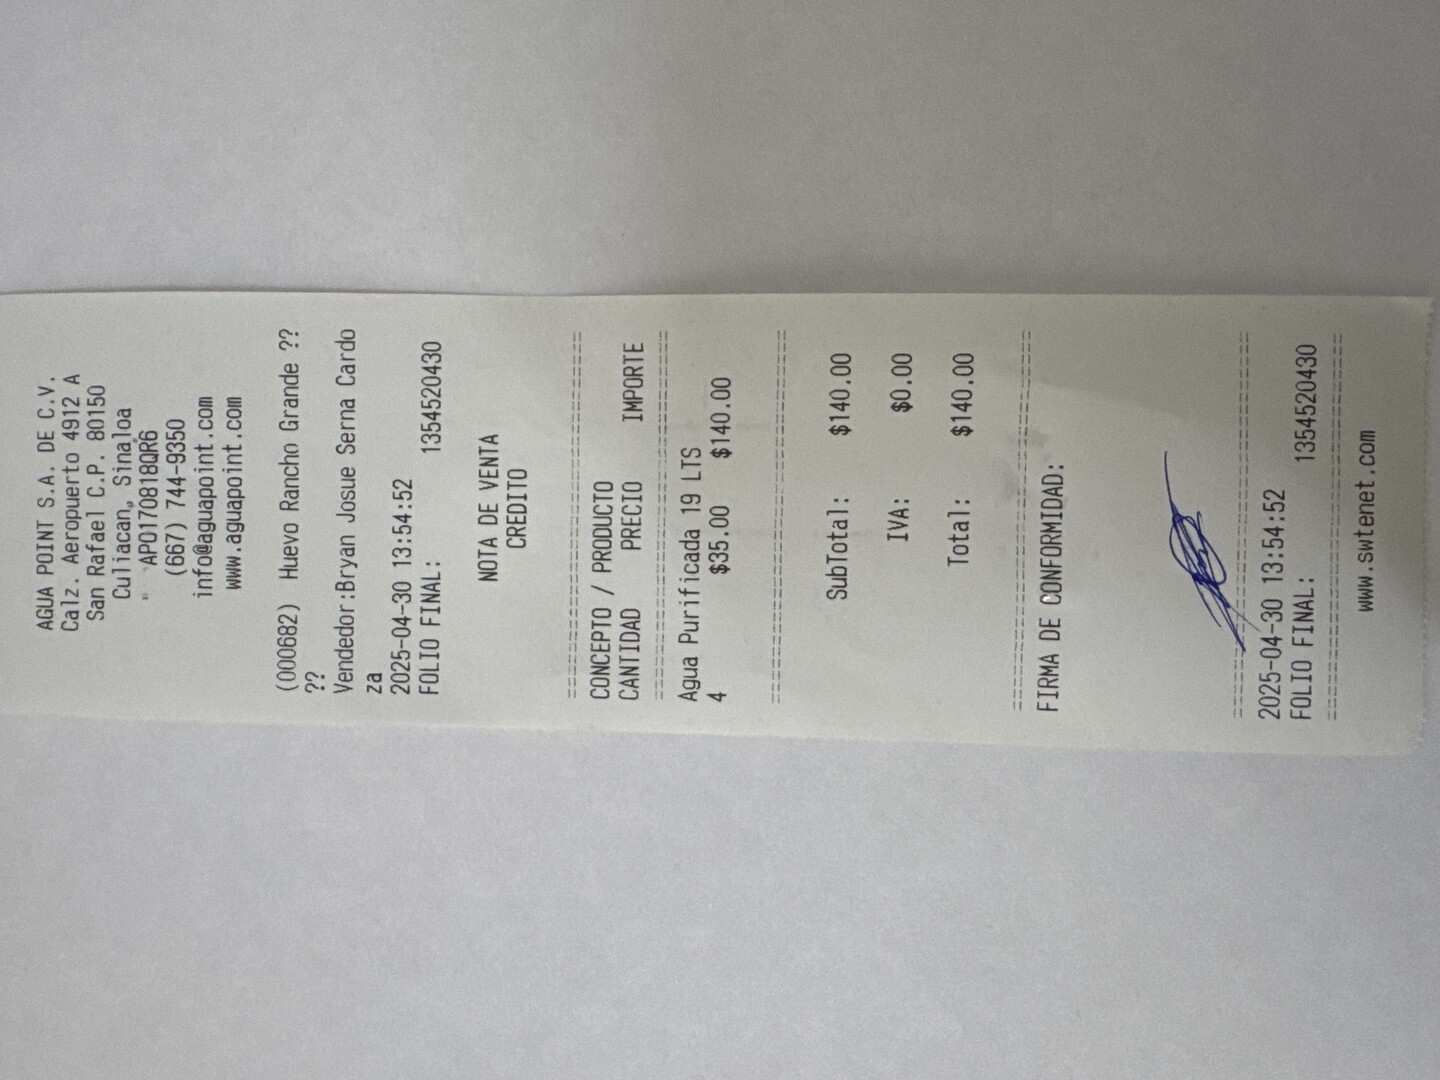 AGUA POINT S.A. DE C.V.
Calz. Aeropuerto 4912 A
San Rafael C.P. 80150
Culiacan, Sinaloa
APO170818QR6
(667) 744-9350
info@aguapoint.com
www.aguapoint.com
(000682) Huevo Rancho Grande ??
??
Vendedor:Bryan Josue Serna Cardo
za
2025-04-30 13:54:52
FOLIO FINAL: 1354520430
NOTA DE VENTA
CREDITO
================================
CONCEPTO / PRODUCTO
CANTIDAD PRECIO IMPORTE
================================
Agua Purificada 19 LTS
4 $35.00 $140.00
================================
SubTotal: $140.00
IVA: $0.00
Total: $140.00
================================
FIRMA DE CONFORMIDAD:
================================
2025-04-30 13:54:52
FOLIO FINAL: 1354520430
================================
www.swtenet.com